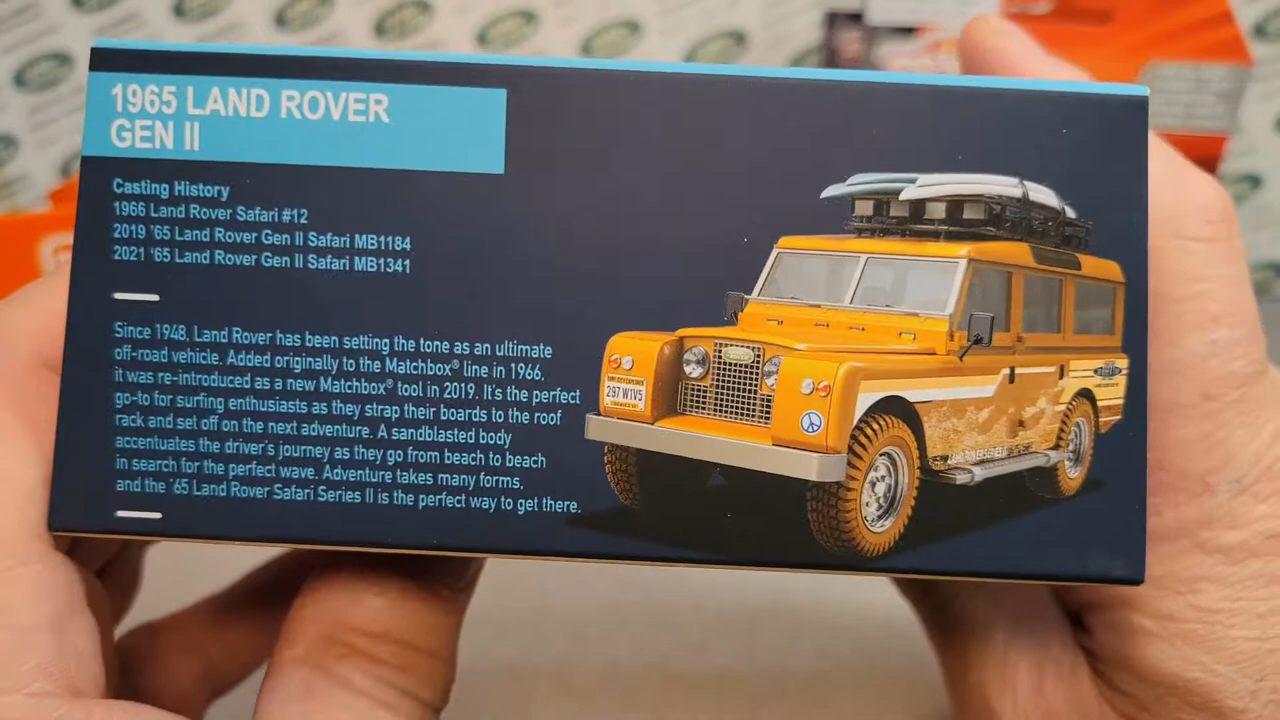 1965 LAND ROVER
GEN II
Casting History
1966 Land Rover Safari #12
2019 '65 Land Rover Gen II Safari MB1184
2021 '65 Land Rover Gen II Safari MB1341
Since 1948, Land Rover has been setting the tone as an ultimate
off-road vehicle. Added originally to the Matchbox® line in 1966,
it was re-introduced as a new Matchbox® tool in 2019. It's the perfect
go-to for surfing enthusiasts as they strap their boards to the roof
rack and set off on the next adventure. A sandblasted body
accentuates the driver's journey as they go from beach to beach
in search for the perfect wave. Adventure takes many forms,
and the '65 Land Rover Safari Series II is the perfect way to get there.
297 W1V5
LAND ROVER SERIES II